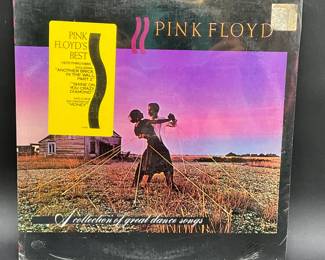 PINK FLOYD
PINK
FLOYD'S
BEST
"ANOTHER BRICK
IN THE WALL
PART 2"
"SHINE ON
YOU CRAZY
DIAMOND"
"MONEY"
A collection of great dance songs